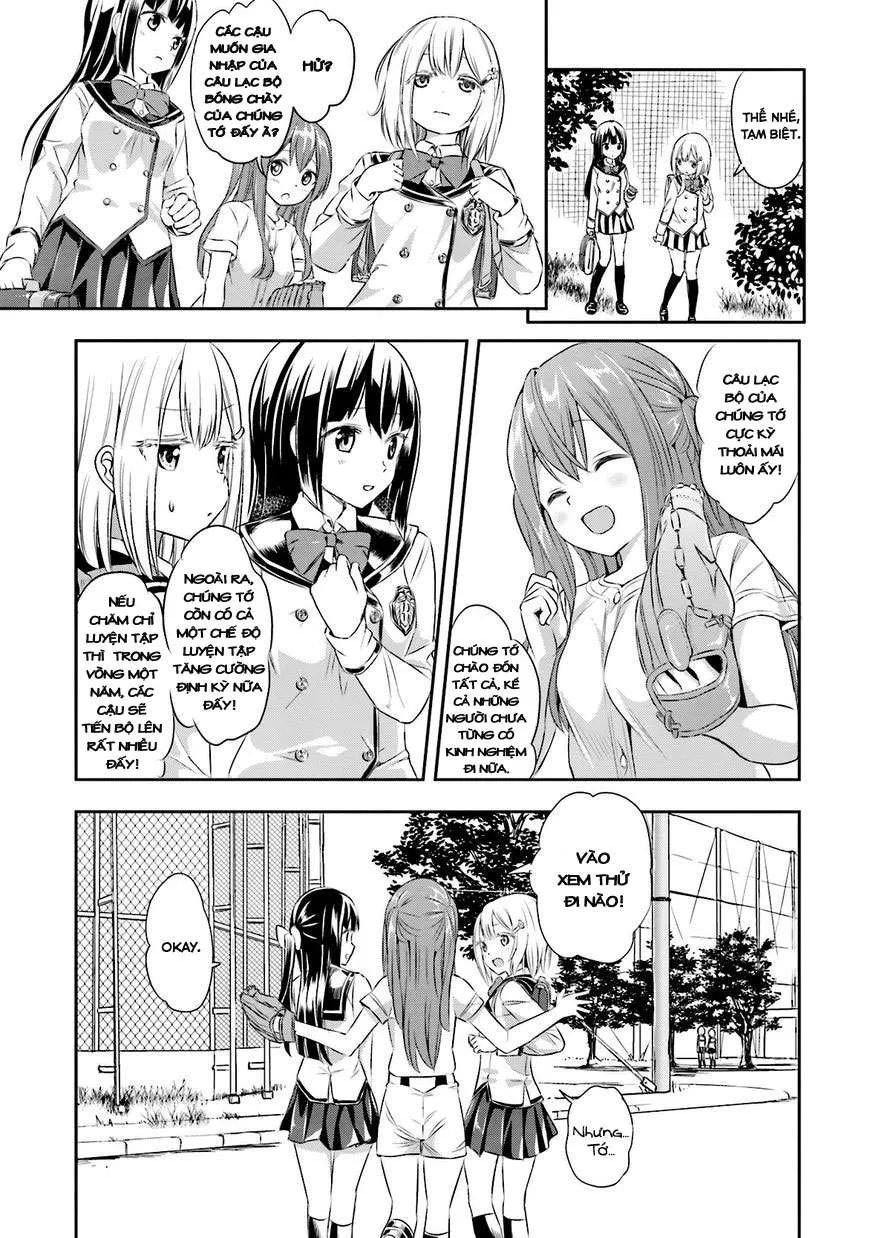 THẾ NHÉ,
TẠM BIỆT.
HỬ?
CÁC CẬU
MUỐN GIA
NHẬP CỦA
CÂU LẠC BỘ
BÓNG CHÀY
CỦA CHÚNG
TỚ ĐẤY À?
CÂU LẠC
BỘ CỦA
CHÚNG TỚ
CỰC KỲ
THOẢI MÁI
LUÔN ẤY!
CHÚNG TỚ
CHÀO ĐÓN
TẤT CẢ, KỂ
CẢ NHỮNG
NGƯỜI CHƯA
TỪNG CÓ
KINH NGHIỆM
ĐI NỮA.
NGOÀI RA,
CHÚNG TỚ
CÒN CÓ CẢ
MỘT CHẾ ĐỘ
LUYỆN TẬP
TĂNG CƯỜNG
ĐỊNH KỲ NỮA
ĐẤY!
NẾU
CHĂM CHỈ
LUYỆN TẬP
THÌ TRONG
VÒNG MỘT
NĂM, CÁC
CẬU SẼ
TIẾN BỘ LÊN
RẤT NHIỀU
ĐẤY!
VÀO
XEM THỬ
ĐI NÀO!
OKAY.
Nhưng...
Tớ...